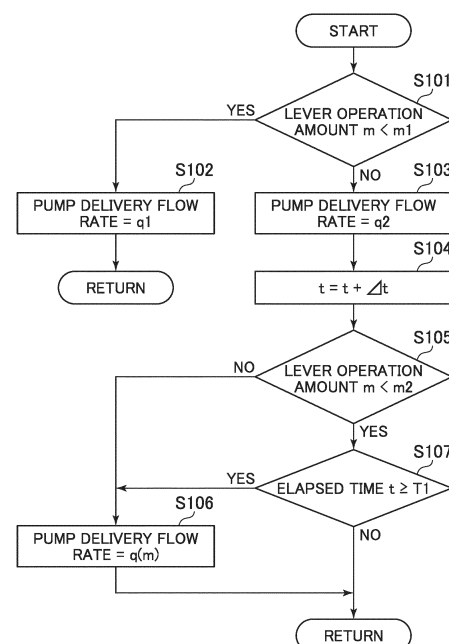 START
S101
LEVER OPERATION
AMOUNT m < m1
YES
NO
S102
PUMP DELIVERY FLOW
RATE = q1
RETURN
S103
PUMP DELIVERY FLOW
RATE = q2
S104
t = t + ⊿t
S105
LEVER OPERATION
AMOUNT m < m2
NO
YES
S107
ELAPSED TIME t ≥ T1
YES
NO
S106
PUMP DELIVERY FLOW
RATE = q(m)
RETURN